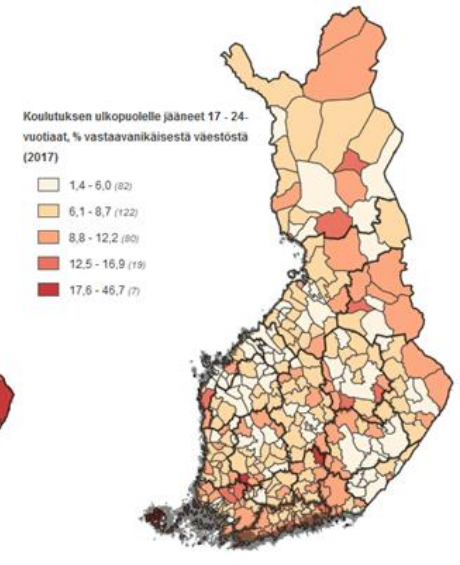 Koulutuksen ulkopuolelle jääneet 17 - 24-
vuotiaat, % vastaavanikäisestä väestöstä
(2017)
1,4 - 6,0 (82)
6,1 - 8,7 (122)
8,8 - 12,2 (80)
12,5 - 16,9 (19)
17,6 - 46,7 (7)